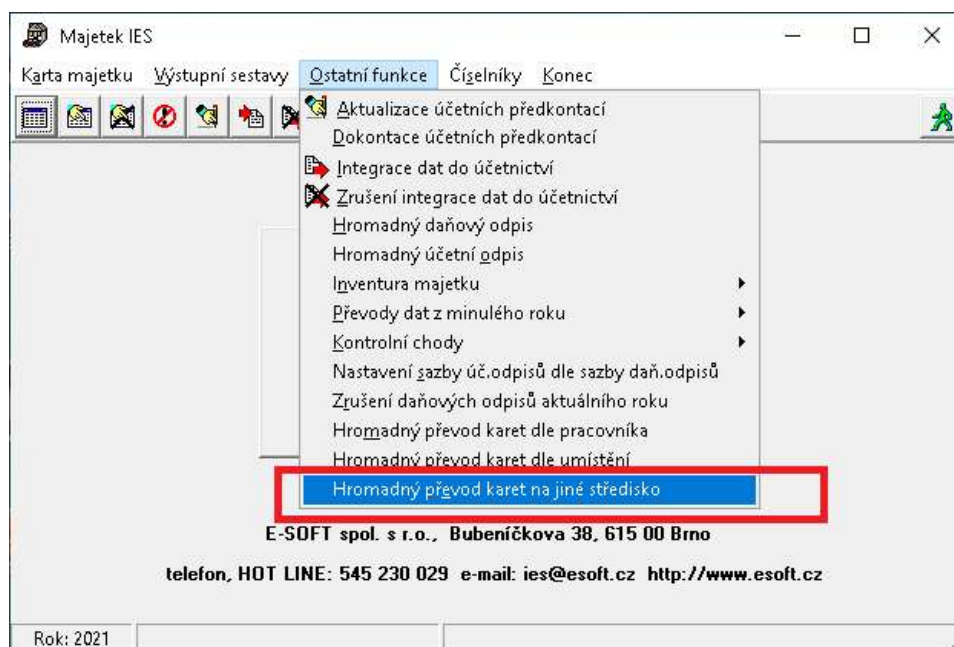 Majetek IES
Karta majetku Výstupní sestavy Ostatní funkce Číselníky Konec
Aktualizace účetních předkontací
Dokontace účetních předkontací
Integrace dat do účetnictví
Zrušení integrace dat do účetnictví
Hromadný daňový odpis
Hromadný účetní odpis
Inventura majetku
Převody dat z minulého roku
Kontrolní chody
Nastavení sazby úč.odpisů dle sazby daň.odpisů
Zrušení daňových odpisů aktuálního roku
Hromadný převod karet dle pracovníka
Hromadný převod karet dle umístění
Hromadný převod karet na jiné středisko
E-SOFT spol. s r.o., Bubeníčkova 38, 615 00 Brno
telefon, HOT LINE: 545 230 029 e-mail: ies@esoft.cz http://www.esoft.cz
Rok: 2021